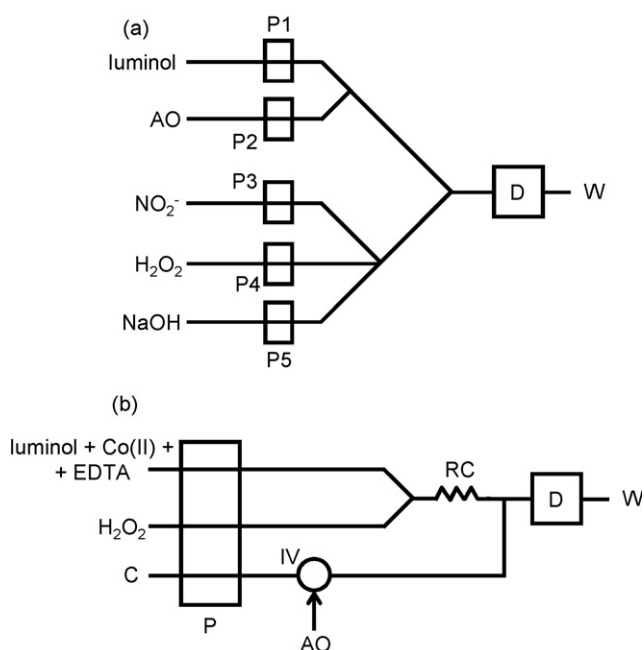 (a)
P1
luminol
AO
P2
P3
NO₂⁻
D
W
H₂O₂
P4
NaOH
P5
(b)
luminol + Co(II) +
+ EDTA
RC
D
W
H₂O₂
IV
C
P
AO